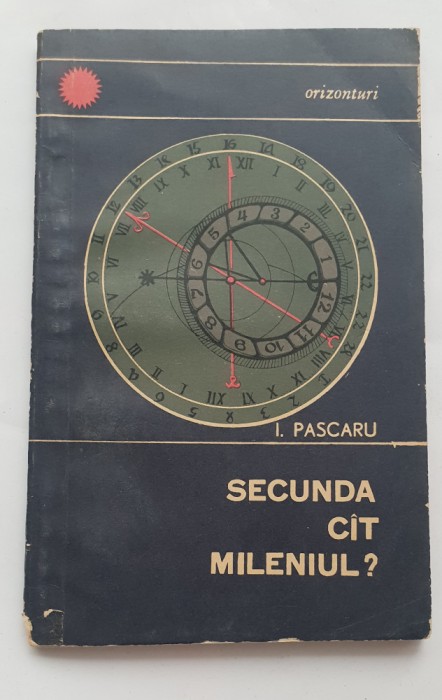 orizonturi
I. PASCARU
SECUNDA
CÎT
MILENIUL?